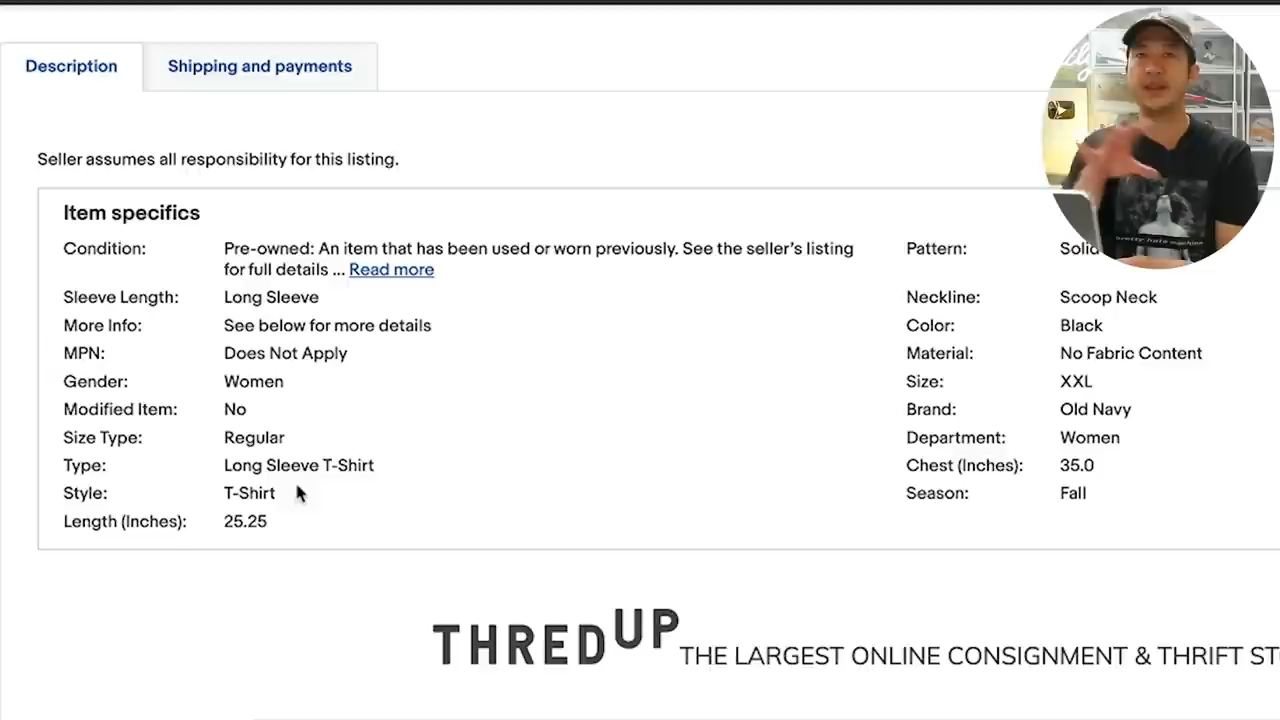 Description
Shipping and payments
Seller assumes all responsibility for this listing.
Item specifics
Condition: Pre-owned: An item that has been used or worn previously. See the seller's listing
for full details ... Read more
Pattern: Solid
Sleeve Length: Long Sleeve
Neckline: Scoop Neck
More Info: See below for more details
Color: Black
MPN: Does Not Apply
Material: No Fabric Content
Gender: Women
Size: XXL
Modified Item: No
Brand: Old Navy
Size Type: Regular
Department: Women
Type: Long Sleeve T-Shirt
Chest (Inches): 35.0
Style: T-Shirt
Season: Fall
Length (Inches): 25.25
THREDUP
THE LARGEST ONLINE CONSIGNMENT & THRIFT
pretty hate machine